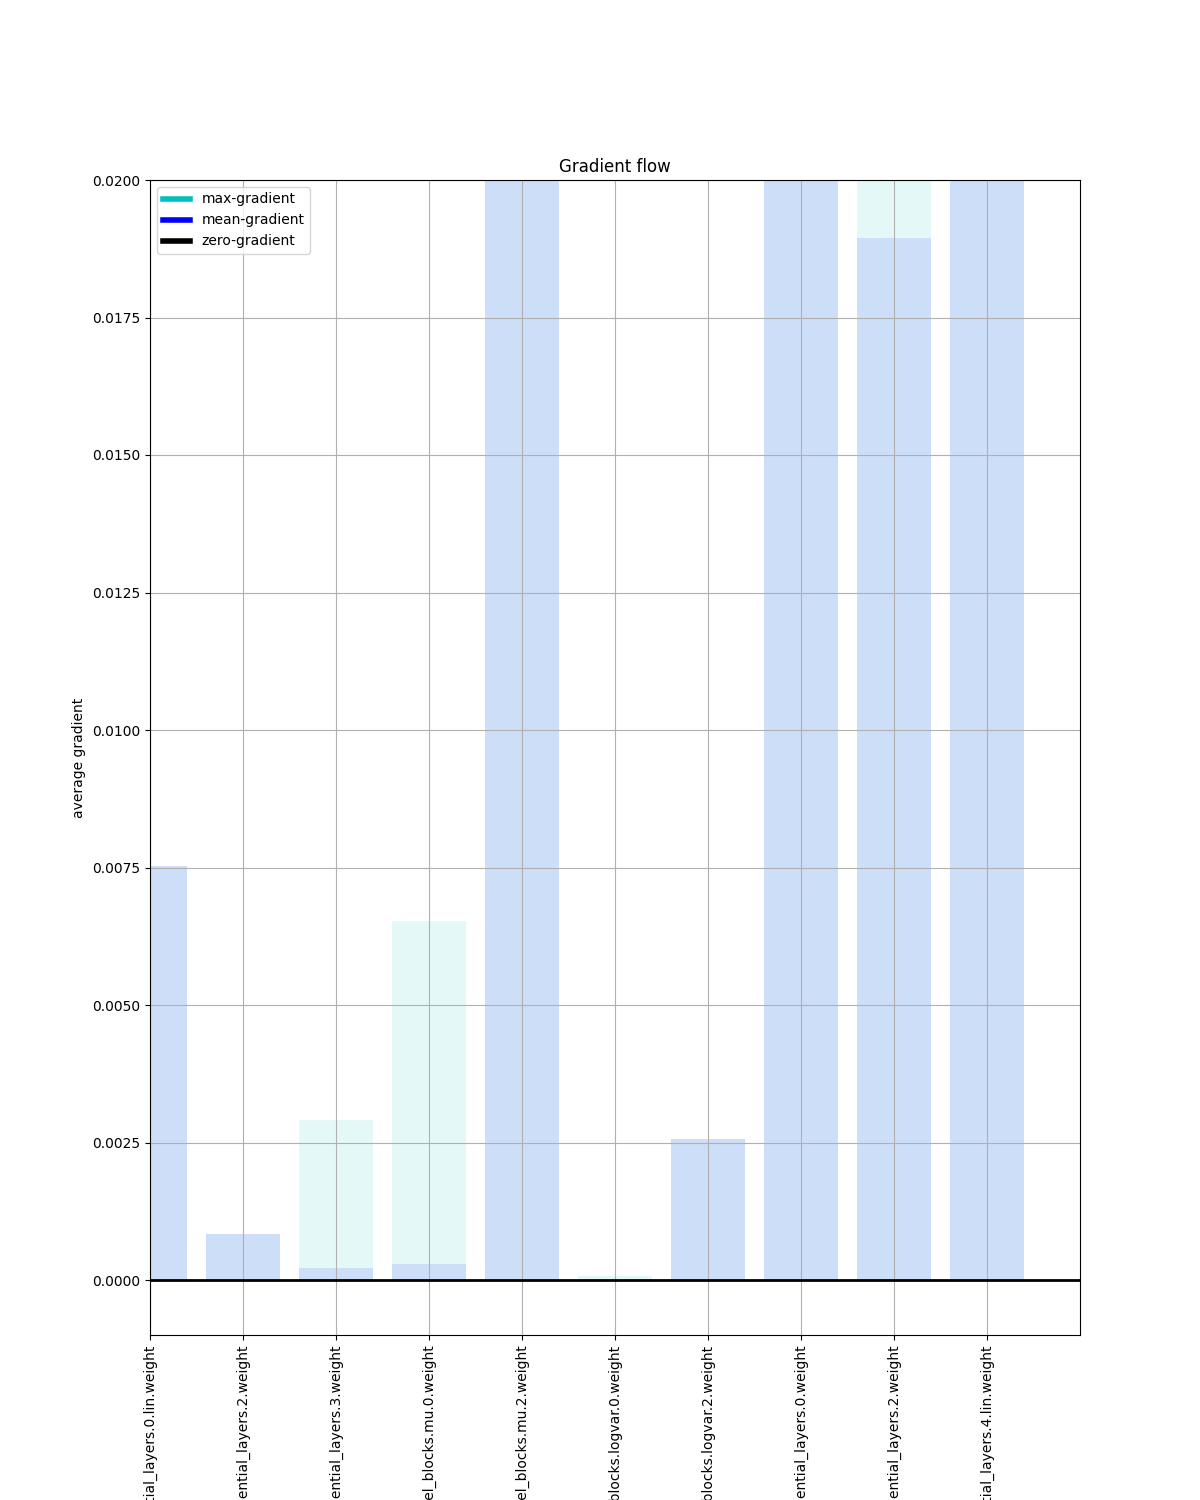 Gradient flow
max-gradient
mean-gradient
zero-gradient
0.0200
0.0175
0.0150
0.0125
0.0100
0.0075
0.0050
0.0025
0.0000
average gradient
tial_layers.0.lin.weight
ential_layers.2.weight
ential_layers.3.weight
el_blocks.mu.0.weight
el_blocks.mu.2.weight
blocks.logvar.0.weight
blocks.logvar.2.weight
ential_layers.0.weight
ential_layers.2.weight
tial_layers.4.lin.weight